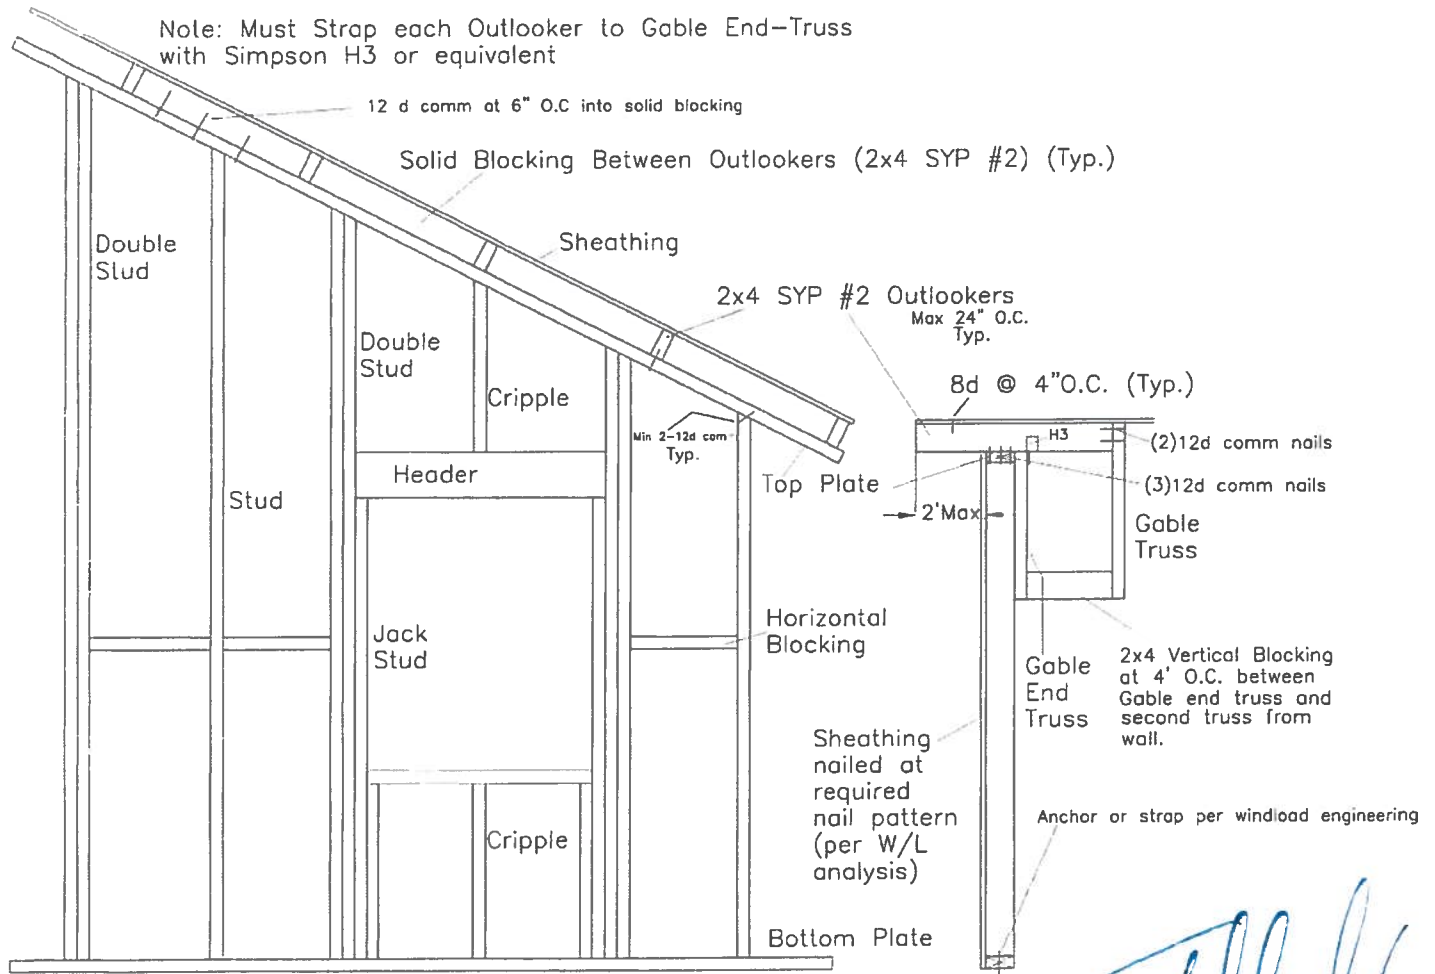 Note: Must Strap each Outlooker to Gable End-Truss
with Simpson H3 or equivalent
12 d comm at 6" O.C into solid blocking
Solid Blocking Between Outlookers (2x4 SYP #2) (Typ.)
Double
Stud
Sheathing
2x4 SYP #2 Outlookers
Max 24" O.C.
Typ.
Double
Stud
Cripple
8d @ 4"O.C. (Typ.)
H3
(2)12d comm nails
Min 2-12d com
Typ.
Header
Top Plate
(3)12d comm nails
Stud
2'Max
Gable
Truss
Jack
Stud
Horizontal
Blocking
Gable
End
Truss
2x4 Vertical Blocking
at 4' O.C. between
Gable end truss and
second truss from
wall.
Sheathing
nailed at
required
nail pattern
(per W/L
analysis)
Anchor or strap per windload engineering
Cripple
Bottom Plate